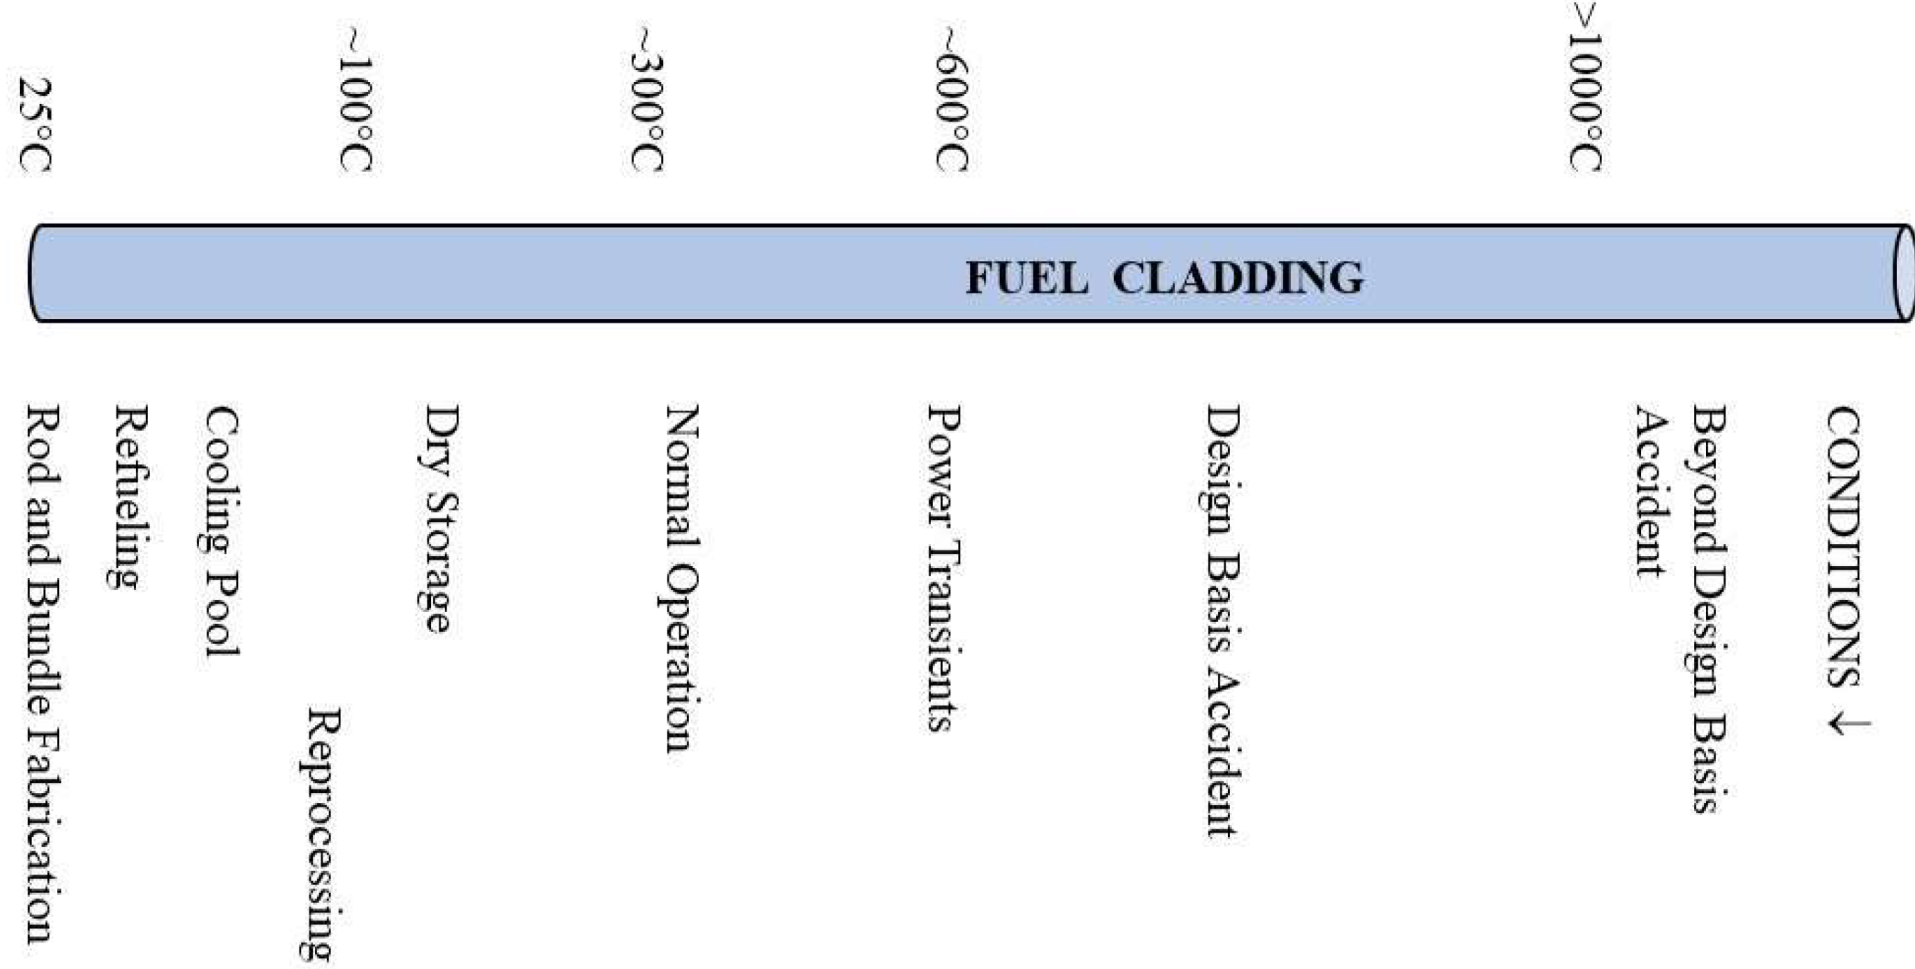 25°C
~100°C
~300°C
~600°C
>1000°C
FUEL CLADDING
CONDITIONS ↓
Beyond Design Basis
Accident
Design Basis Accident
Power Transients
Normal Operation
Dry Storage
Reprocessing
Cooling Pool
Refueling
Rod and Bundle Fabrication